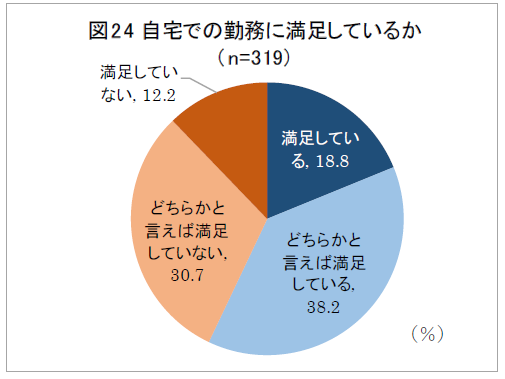 図24 自宅での勤務に満足しているか
（n=319）
満足してい
ない, 12.2
満足してい
る, 18.8
どちらかと
言えば満足
していない,
30.7
どちらかと
言えば満足
している,
38.2
（%）